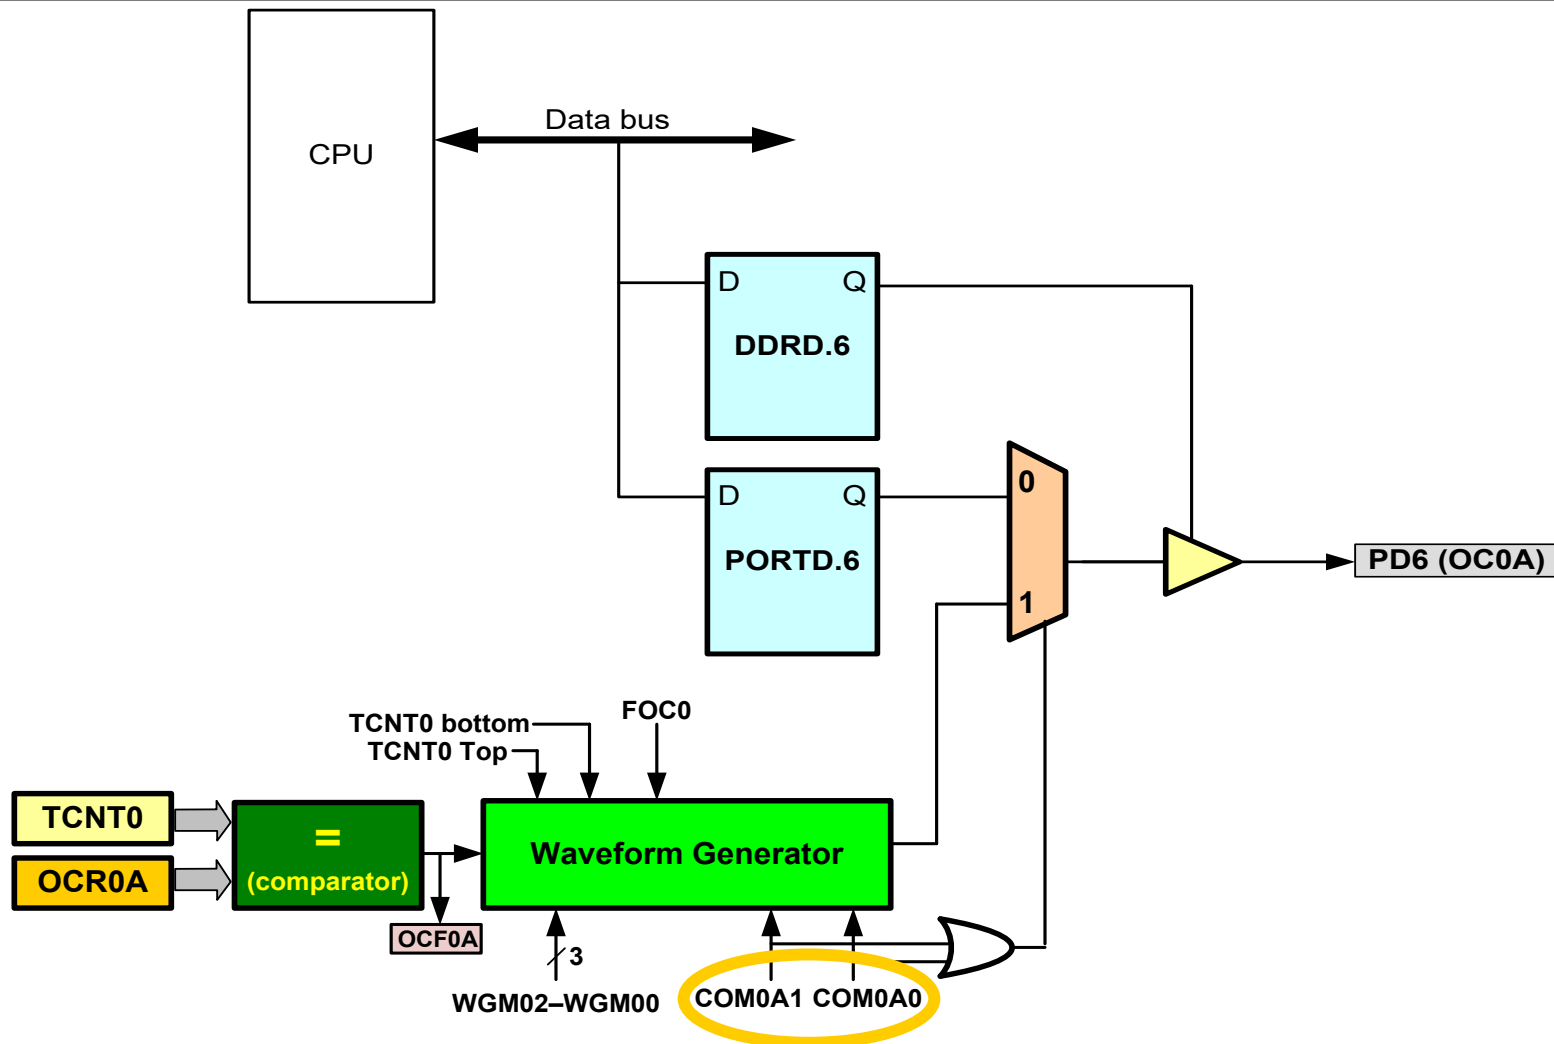 Data bus
CPU
D Q
DDRD.6
0
D Q
PORTD.6
PD6 (OC0A)
1
FOC0
TCNT0 bottom
TCNT0 Top
TCNT0
=
Waveform Generator
OCR0A
(comparator)
OCF0A
3
WGM02–WGM00
COM0A1 COM0A0